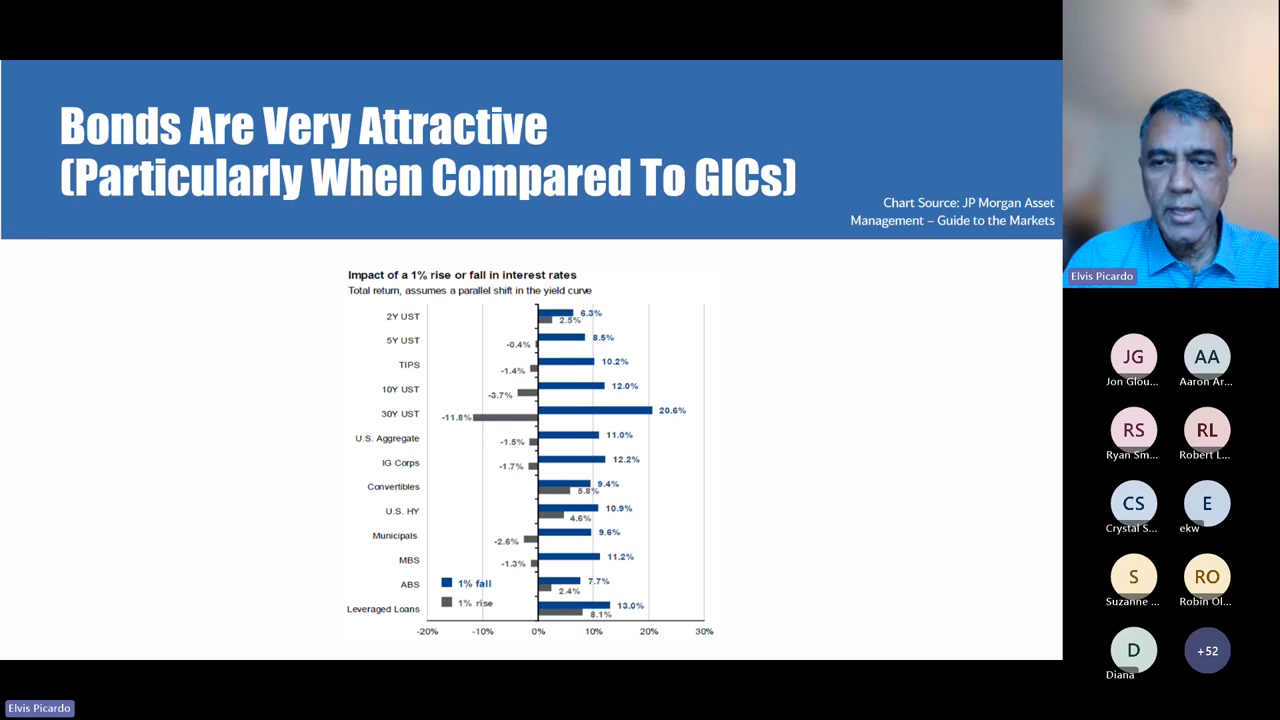 Bonds Are Very Attractive
(Particularly When Compared To GICs)
Chart Source: JP Morgan Asset
Management – Guide to the Markets
Impact of a 1% rise or fall in interest rates
Total return, assumes a parallel shift in the yield curve
2Y UST 6.3% 2.5%
5Y UST -0.4% 8.5%
TIPS -1.4% 10.2%
10Y UST -3.7% 12.0%
30Y UST -11.8% 20.6%
U.S. Aggregate -1.5% 11.0%
IG Corps -1.7% 12.2%
Convertibles 9.4% 5.8%
U.S. HY 10.9% 4.6%
Municipals -2.6% 9.6%
MBS -1.3% 11.2%
ABS 7.7% 2.4%
Leveraged Loans 13.0% 8.1%
1% fall
1% rise
-20% -10% 0% 10% 20% 30%
Elvis Picardo
JG AA
Jon Glou... Aaron Ar...
RS RL
Ryan Sm... Robert L...
CS E
Crystal S... ekw
S RO
Suzanne ... Robin Ol...
D +52
Diana
Elvis Picardo